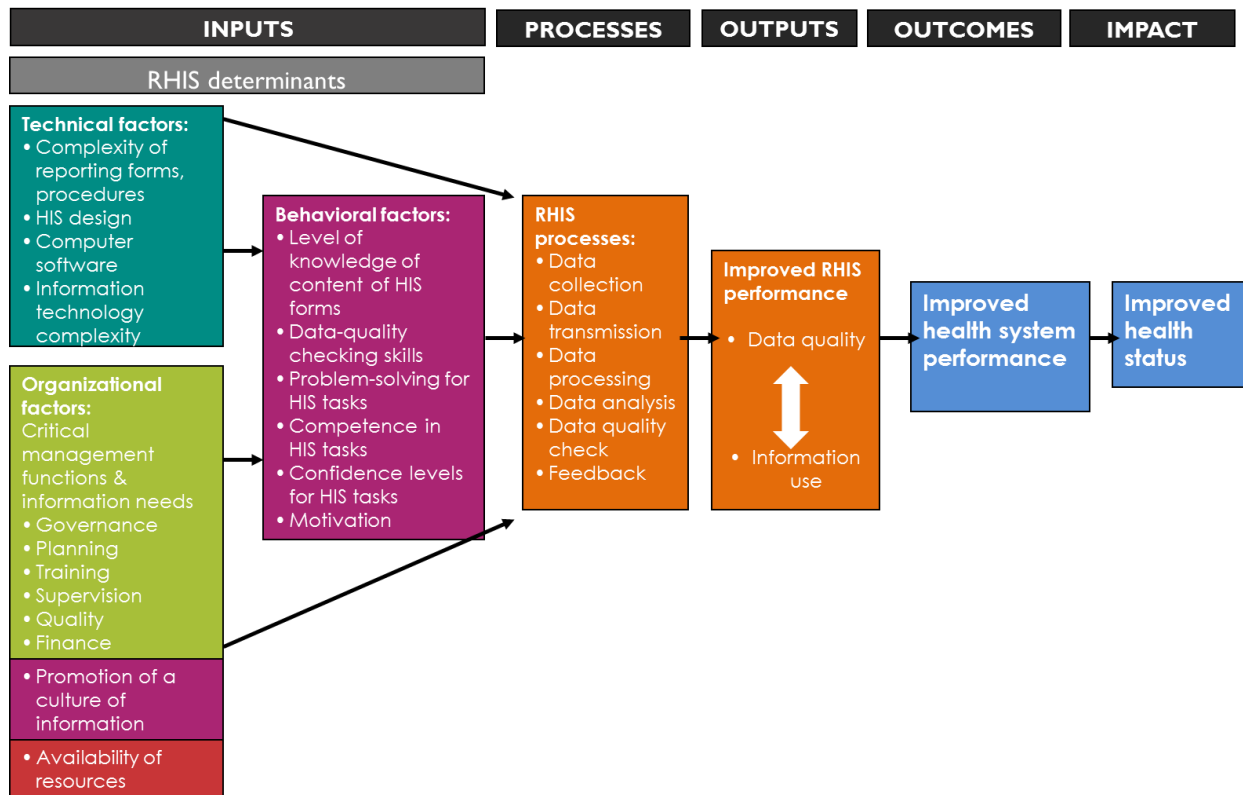 INPUTS
PROCESSES
OUTPUTS
OUTCOMES
IMPACT
RHIS determinants
Technical factors:
• Complexity of
reporting forms,
procedures
• HIS design
• Computer
software
• Information
technology
complexity
Organizational
factors:
Critical
management
functions &
information needs
• Governance
• Planning
• Training
• Supervision
• Quality
• Finance
• Promotion of a
culture of
information
• Availability of
resources
Behavioral factors:
• Level of
knowledge of
content of HIS
forms
• Data-quality
checking skills
• Problem-solving for
HIS tasks
• Competence in
HIS tasks
• Confidence levels
for HIS tasks
• Motivation
RHIS
processes:
• Data
collection
• Data
transmission
• Data
processing
• Data analysis
• Data quality
check
• Feedback
Improved RHIS
performance
• Data quality
• Information
use
Improved
health system
performance
Improved
health
status